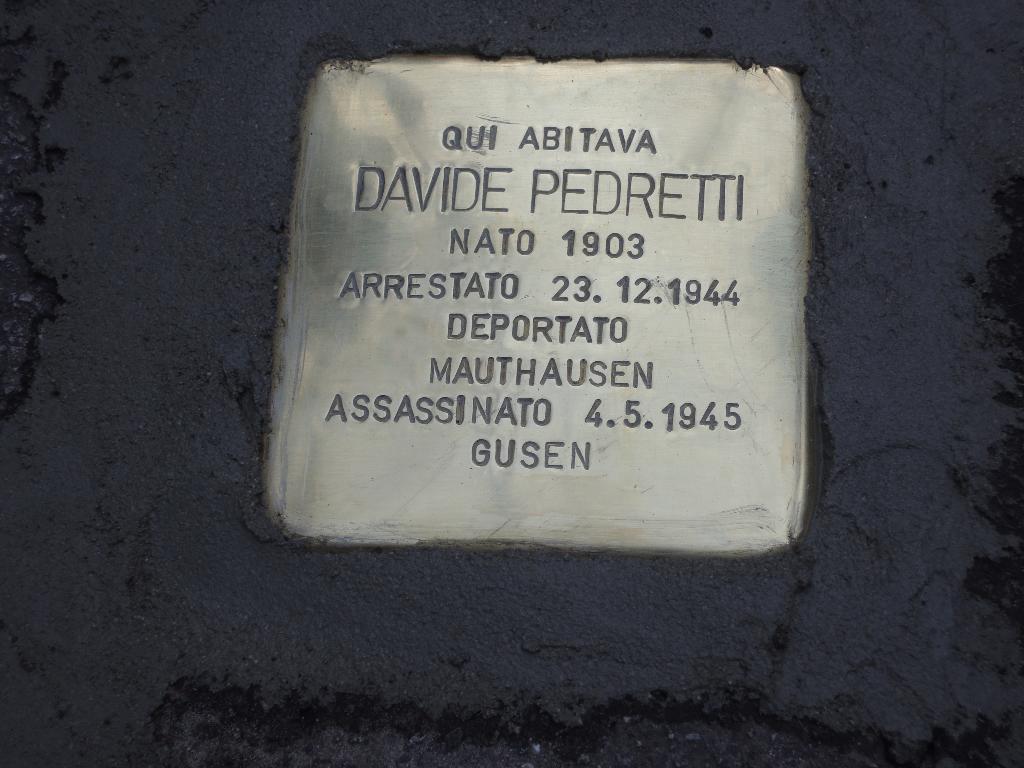 QUI ABITAVA
DAVIDE PEDRETTI
NATO 1903
ARRESTATO 23.12.1944
DEPORTATO
MAUTHAUSEN
ASSASSINATO 4.5.1945
GUSEN